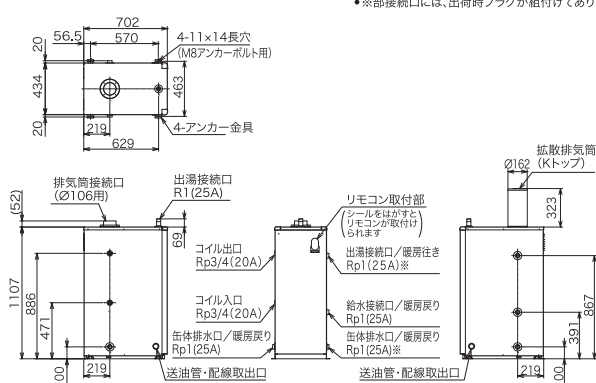 •※部接続口には、出荷時プラグが組付けてあり
702
56.5
570
4-11×14長穴
(M8アンカーボルト用)
20
434
20
463
219
629
4-アンカー金具
排気筒接続口
(Ø106用)
出湯接続口
R1(25A)
(52)
69
1107
886
471
219
送油管・配線取出口
リモコン取付部
(シールをはがすと
リモコンが取付け
られます)
コイル出口
Rp3/4(20A)
コイル入口
Rp3/4(20A)
缶体排水口/暖房戻り
Rp1(25A)
出湯接続口/暖房往き
Rp1(25A)※
給水接続口/暖房戻り
Rp1(25A)
缶体排水口/暖房戻り
Rp1(25A)※
拡散排気筒
(Kトップ)
Ø162
323
867
391
219
送油管・配線取出口